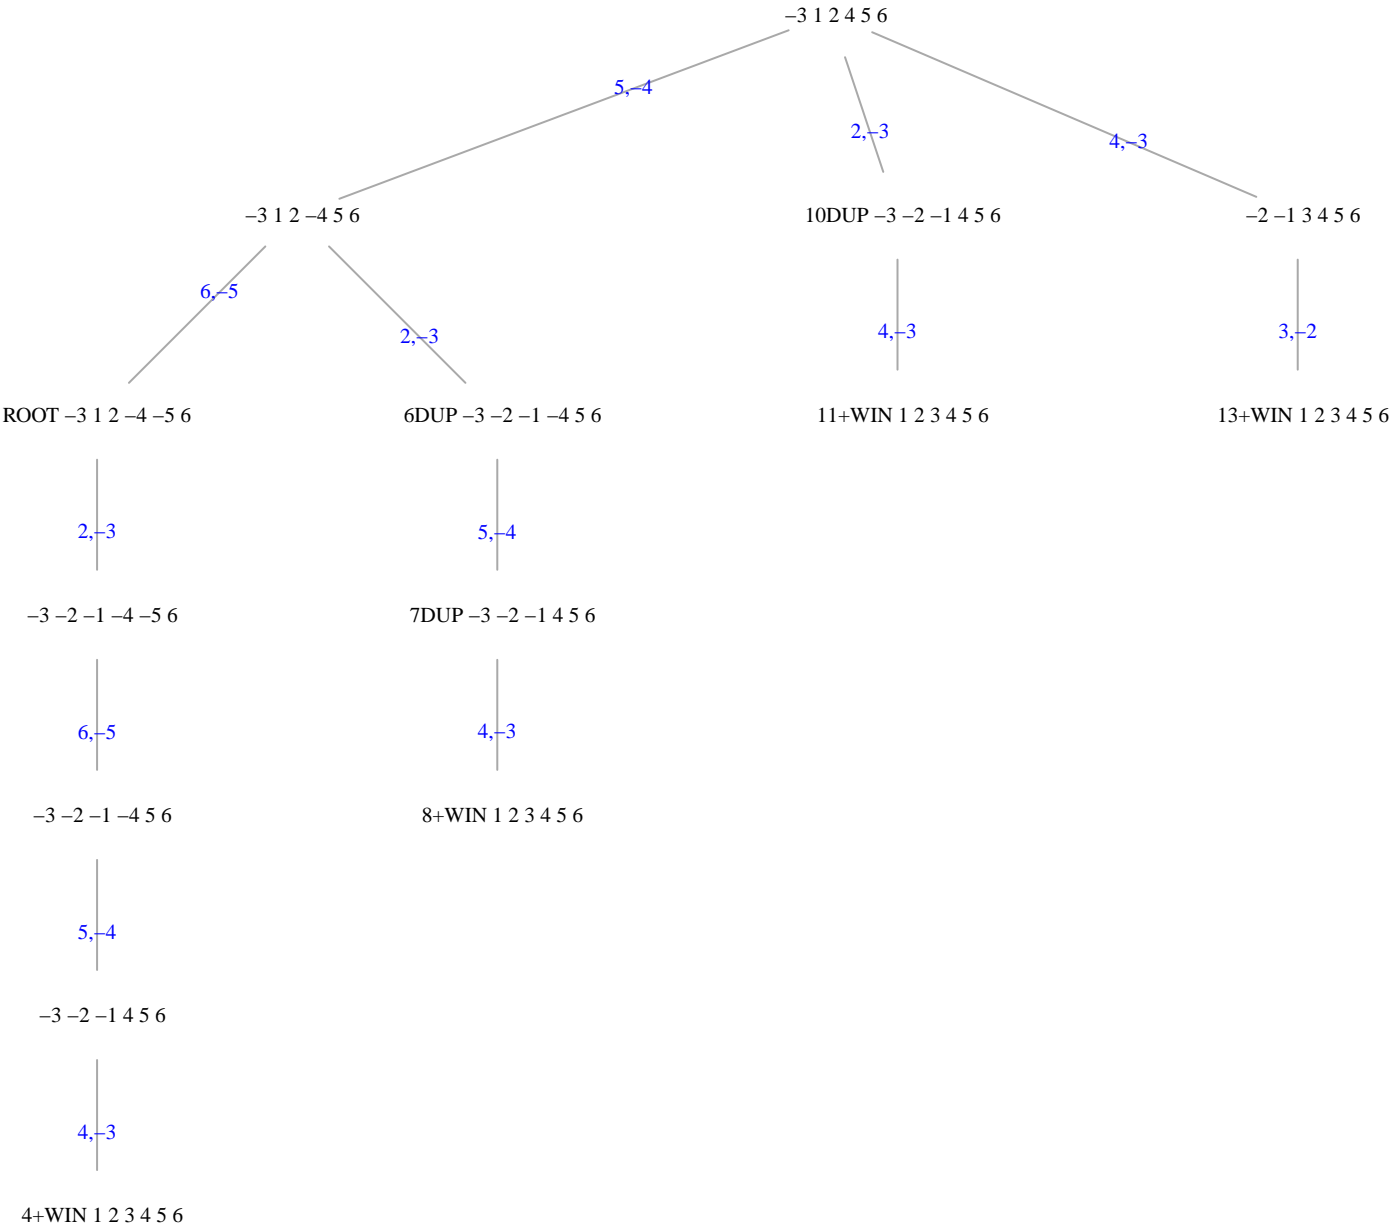 –3 1 2 4 5 6
5,–4
2,–3
4,–3
–3 1 2 –4 5 6
10DUP –3 –2 –1 4 5 6
–2 –1 3 4 5 6
6,–5
2,–3
4,–3
3,–2
ROOT –3 1 2 –4 –5 6
6DUP –3 –2 –1 –4 5 6
11+WIN 1 2 3 4 5 6
13+WIN 1 2 3 4 5 6
2,–3
5,–4
–3 –2 –1 –4 –5 6
7DUP –3 –2 –1 4 5 6
6,–5
4,–3
–3 –2 –1 –4 5 6
8+WIN 1 2 3 4 5 6
5,–4
–3 –2 –1 4 5 6
4,–3
4+WIN 1 2 3 4 5 6